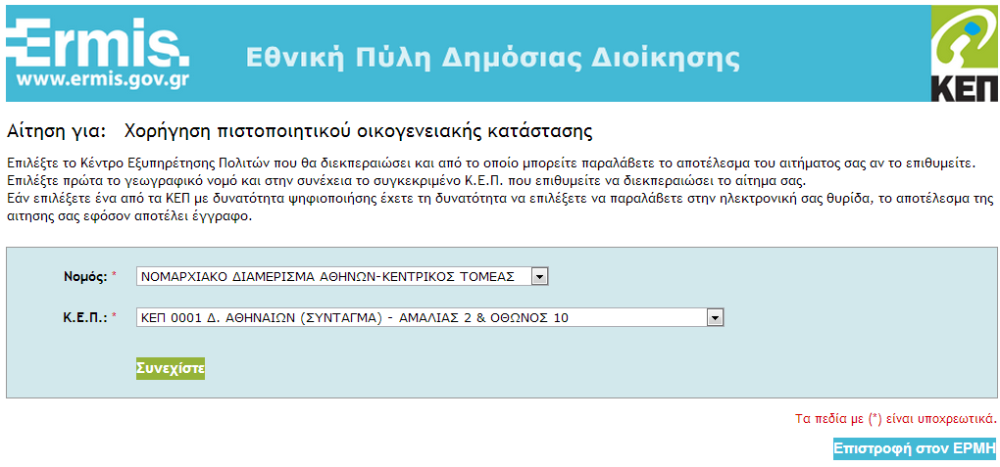 Ermis.
www.ermis.gov.gr
Εθνική Πύλη Δημόσιας Διοίκησης
ΚΕΠ
Αίτηση για: Χορήγηση πιστοποιητικού οικογενειακής κατάστασης
Επιλέξτε το Κέντρο Εξυπηρέτησης Πολιτών που θα διεκπεραιώσει και από το οποίο μπορείτε παραλάβετε το αποτέλεσμα του αιτήματος σας αν το επιθυμείτε.
Επιλέξτε πρώτα το γεωγραφικό νομό και στην συνέχεια το συγκεκριμένο Κ.Ε.Π. που επιθυμείτε να διεκπεραιώσει το αίτημα σας.
Εάν επιλέξετε ένα από τα ΚΕΠ με δυνατότητα ψηφιοποιήσης έχετε τη δυνατότητα να επιλέξετε να παραλάβετε στην ηλεκτρονική σας θυρίδα, το αποτέλεσμα της
αιτησης σας εφόσον αποτέλει έγγραφο.
Νομός: * ΝΟΜΑΡΧΙΑΚΟ ΔΙΑΜΕΡΙΣΜΑ ΑΘΗΝΩΝ-ΚΕΝΤΡΙΚΟΣ ΤΟΜΕΑΣ
Κ.Ε.Π.: * ΚΕΠ 0001 Δ. ΑΘΗΝΑΙΩΝ (ΣΥΝΤΑΓΜΑ) - ΑΜΑΛΙΑΣ 2 & ΟΘΩΝΟΣ 10
Συνεχίστε
Τα πεδία με (*) είναι υποχρεωτικά.
Επιστροφή στον ΕΡΜΗ